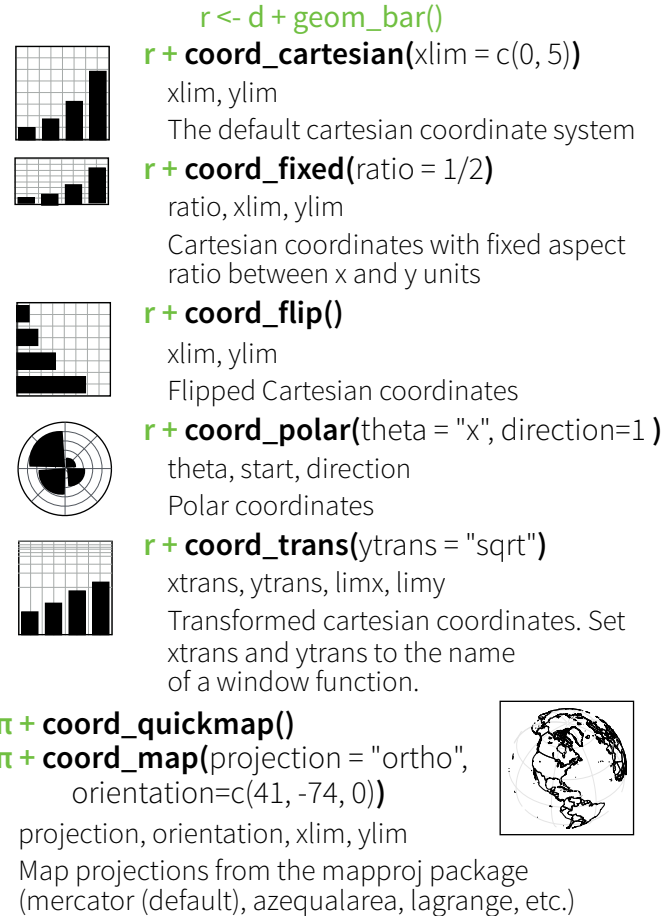 r <- d + geom_bar()
r + coord_cartesian(xlim = c(0, 5))
xlim, ylim
The default cartesian coordinate system
r + coord_fixed(ratio = 1/2)
ratio, xlim, ylim
Cartesian coordinates with fixed aspect
ratio between x and y units
r + coord_flip()
xlim, ylim
Flipped Cartesian coordinates
r + coord_polar(theta = "x", direction=1 )
theta, start, direction
Polar coordinates
r + coord_trans(ytrans = "sqrt")
xtrans, ytrans, limx, limy
Transformed cartesian coordinates. Set
xtrans and ytrans to the name
of a window function.
π + coord_quickmap()
π + coord_map(projection = "ortho",
orientation=c(41, -74, 0))
projection, orientation, xlim, ylim
Map projections from the mapproj package
(mercator (default), azequalarea, lagrange, etc.)